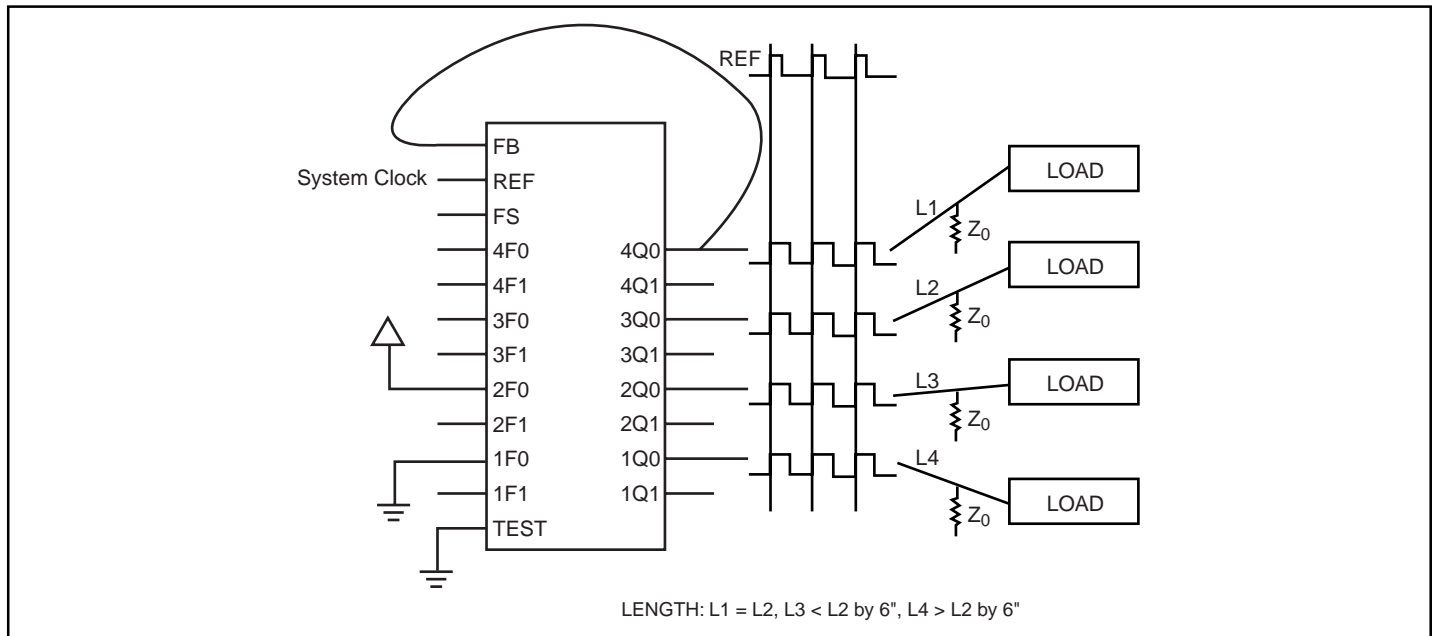 REF
FB
System Clock
REF
FS
4F0
4F1
3F0
3F1
2F0
2F1
1F0
1F1
TEST
4Q0
4Q1
3Q0
3Q1
2Q0
2Q1
1Q0
1Q1
L1
Z0
LOAD
L2
Z0
LOAD
L3
Z0
LOAD
L4
Z0
LOAD
LENGTH: L1 = L2, L3 < L2 by 6", L4 > L2 by 6"